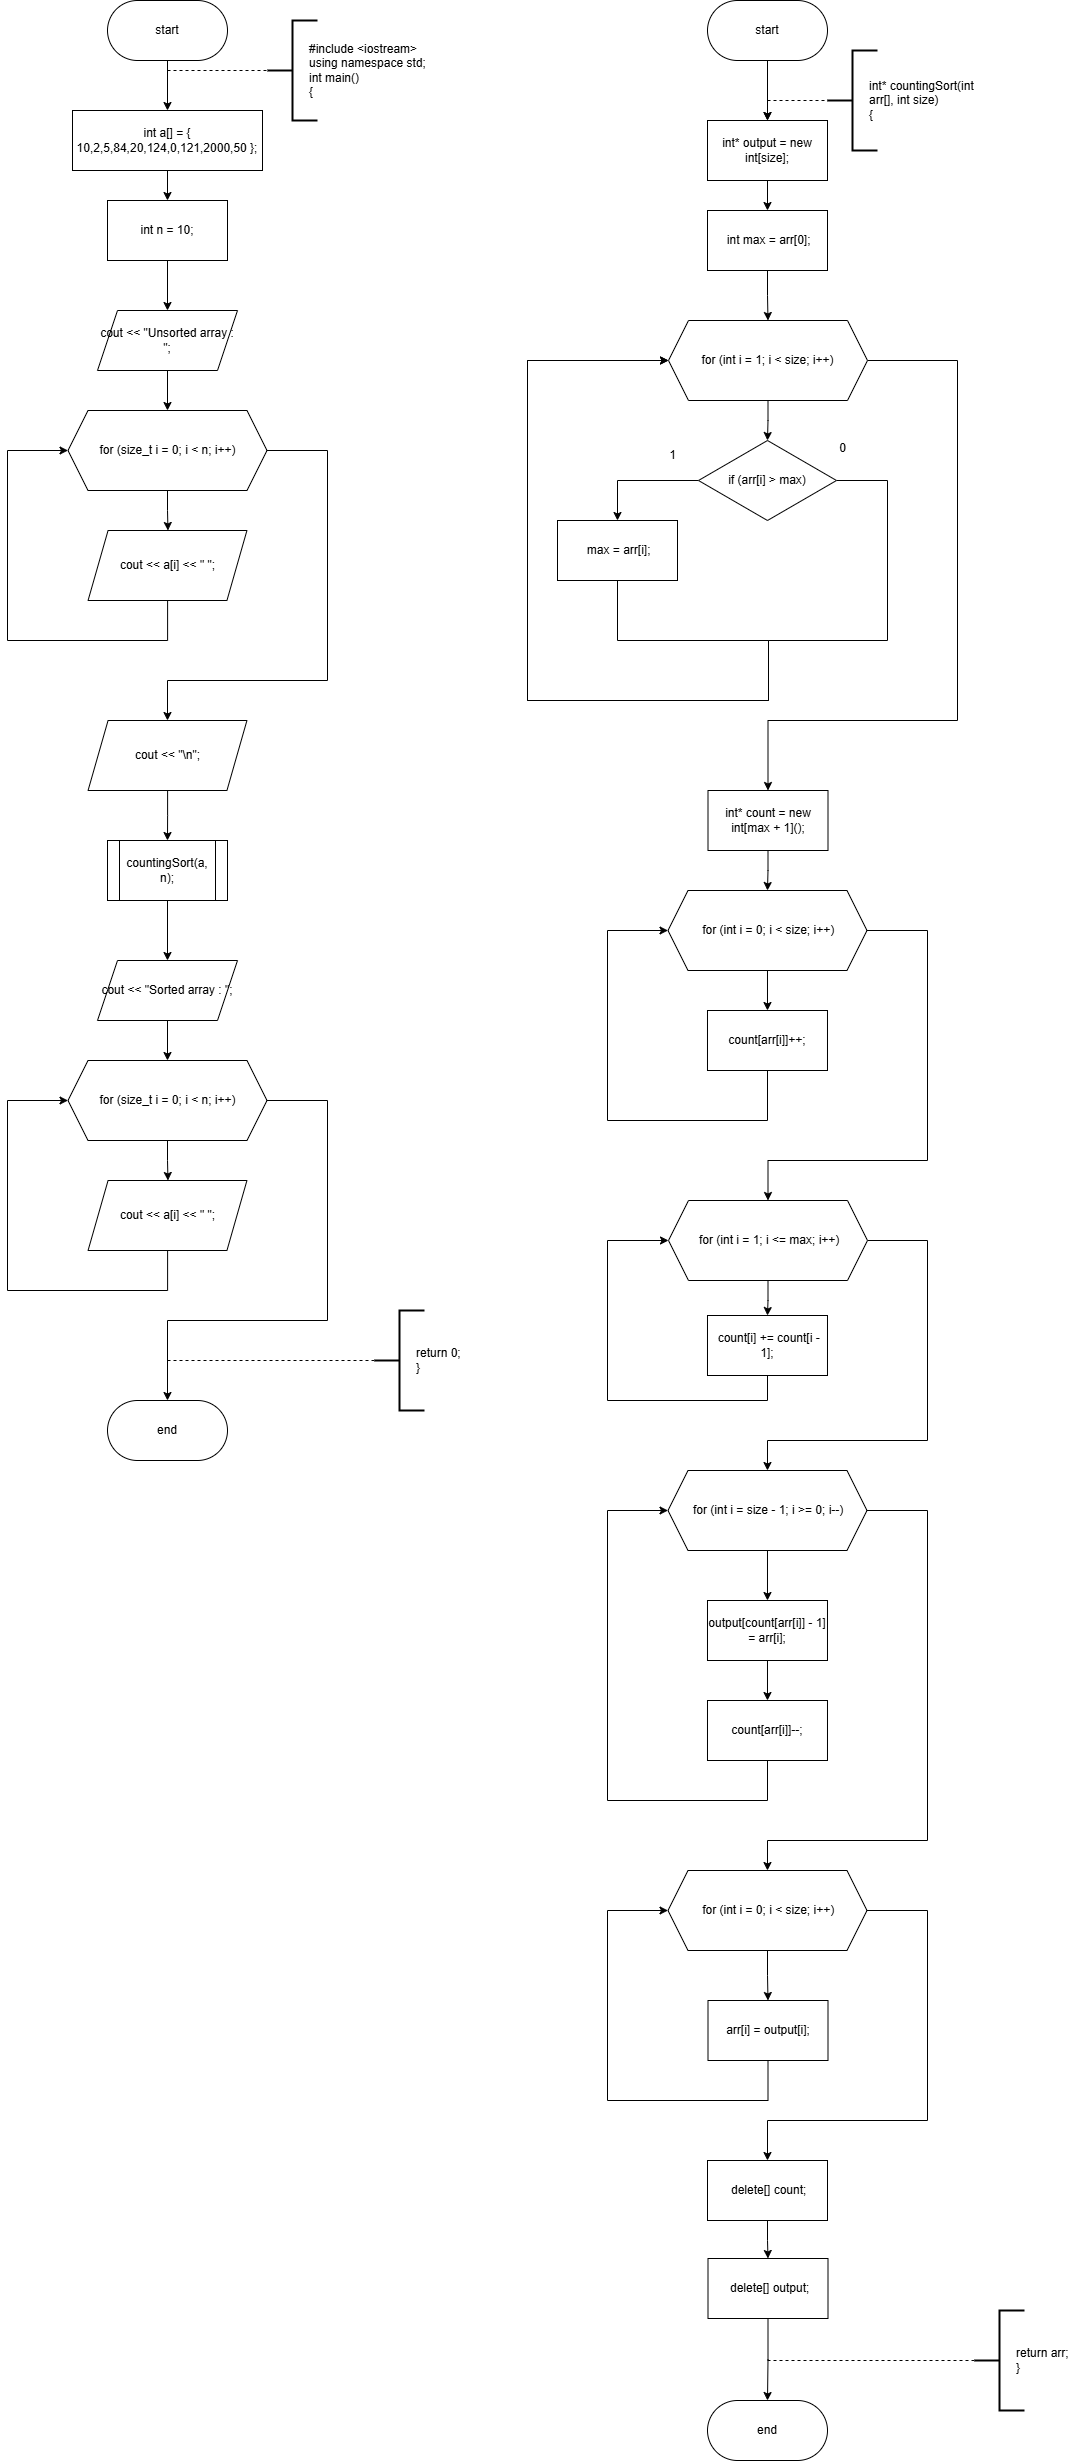 start
#include <iostream>
using namespace std;
int main()
{
int a[] = {
10,2,5,84,20,124,0,121,2000,50 };
int n = 10;
cout << "Unsorted array :
";
for (size_t i = 0; i < n; i++)
cout << a[i] << " ";
cout << "\n";
countingSort(a,
n);
cout << "Sorted array : ";
for (size_t i = 0; i < n; i++)
cout << a[i] << " ";
return 0;
}
end
start
int* countingSort(int
arr[], int size)
{
int* output = new
int[size];
int max = arr[0];
for (int i = 1; i < size; i++)
1
0
if (arr[i] > max)
max = arr[i];
int* count = new
int[max + 1]();
for (int i = 0; i < size; i++)
count[arr[i]]++;
for (int i = 1; i <= max; i++)
count[i] += count[i -
1];
for (int i = size - 1; i >= 0; i--)
output[count[arr[i]] - 1]
= arr[i];
count[arr[i]]--;
for (int i = 0; i < size; i++)
arr[i] = output[i];
delete[] count;
delete[] output;
return arr;
}
end